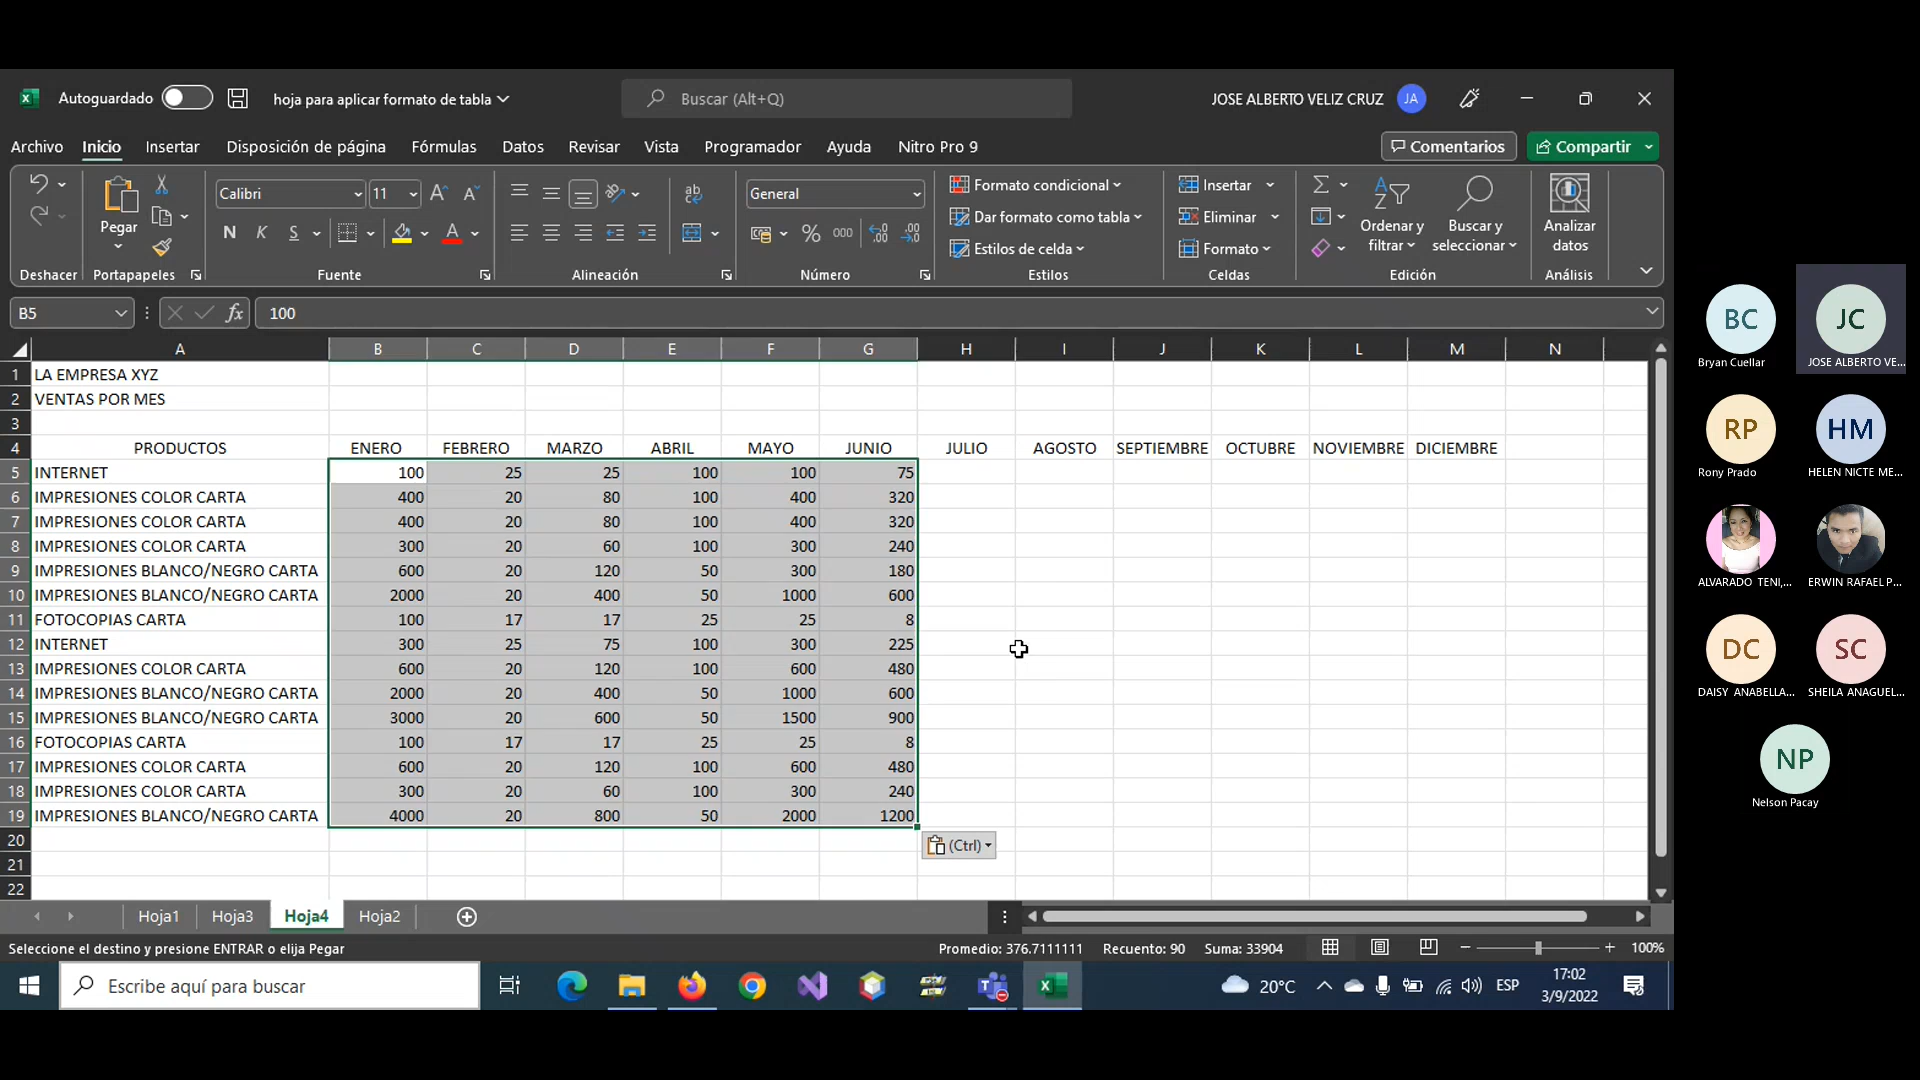 Autoguardado hoja para aplicar formato de tabla Buscar (Alt+Q) JOSE ALBERTO VELIZ CRUZ JA
Archivo Inicio Insertar Disposición de página Fórmulas Datos Revisar Vista Programador Ayuda Nitro Pro 9 Comentarios Compartir
Pegar
Calibri 11
N K S
General
% 000
Formato condicional
Dar formato como tabla
Estilos de celda
Insertar
Eliminar
Formato
Ordenar y filtrar
Buscar y seleccionar
Analizar datos
Deshacer Portapapeles Fuente Alineación Número Estilos Celdas Edición Análisis
B5 fx 100
A B C D E F G H I J K L M N
1 LA EMPRESA XYZ
2 VENTAS POR MES
3
4 PRODUCTOS ENERO FEBRERO MARZO ABRIL MAYO JUNIO JULIO AGOSTO SEPTIEMBRE OCTUBRE NOVIEMBRE DICIEMBRE
5 INTERNET 100 25 25 100 100 75
6 IMPRESIONES COLOR CARTA 400 20 80 100 400 320
7 IMPRESIONES COLOR CARTA 400 20 80 100 400 320
8 IMPRESIONES COLOR CARTA 300 20 60 100 300 240
9 IMPRESIONES BLANCO/NEGRO CARTA 600 20 120 50 300 180
10 IMPRESIONES BLANCO/NEGRO CARTA 2000 20 400 50 1000 600
11 FOTOCOPIAS CARTA 100 17 17 25 25 8
12 INTERNET 300 25 75 100 300 225
13 IMPRESIONES COLOR CARTA 600 20 120 100 600 480
14 IMPRESIONES BLANCO/NEGRO CARTA 2000 20 400 50 1000 600
15 IMPRESIONES BLANCO/NEGRO CARTA 3000 20 600 50 1500 900
16 FOTOCOPIAS CARTA 100 17 17 25 25 8
17 IMPRESIONES COLOR CARTA 600 20 120 100 600 480
18 IMPRESIONES COLOR CARTA 300 20 60 100 300 240
19 IMPRESIONES BLANCO/NEGRO CARTA 4000 20 800 50 2000 1200
20
21
22
(Ctrl)
Hoja1 Hoja3 Hoja4 Hoja2
Seleccione el destino y presione ENTRAR o elija Pegar Promedio: 376.7111111 Recuento: 90 Suma: 33904 100%
Escribe aquí para buscar 20°C ESP
17:02
3/9/2022
BC JC
Bryan Cuellar JOSE ALBERTO VE...
RP HM
Rony Prado HELEN NICTE ME...
ALVARADO TENI,... ERWIN RAFAEL P...
DC SC
DAISY ANABELLA... SHEILA ANAGUEL...
NP
Nelson Pacay